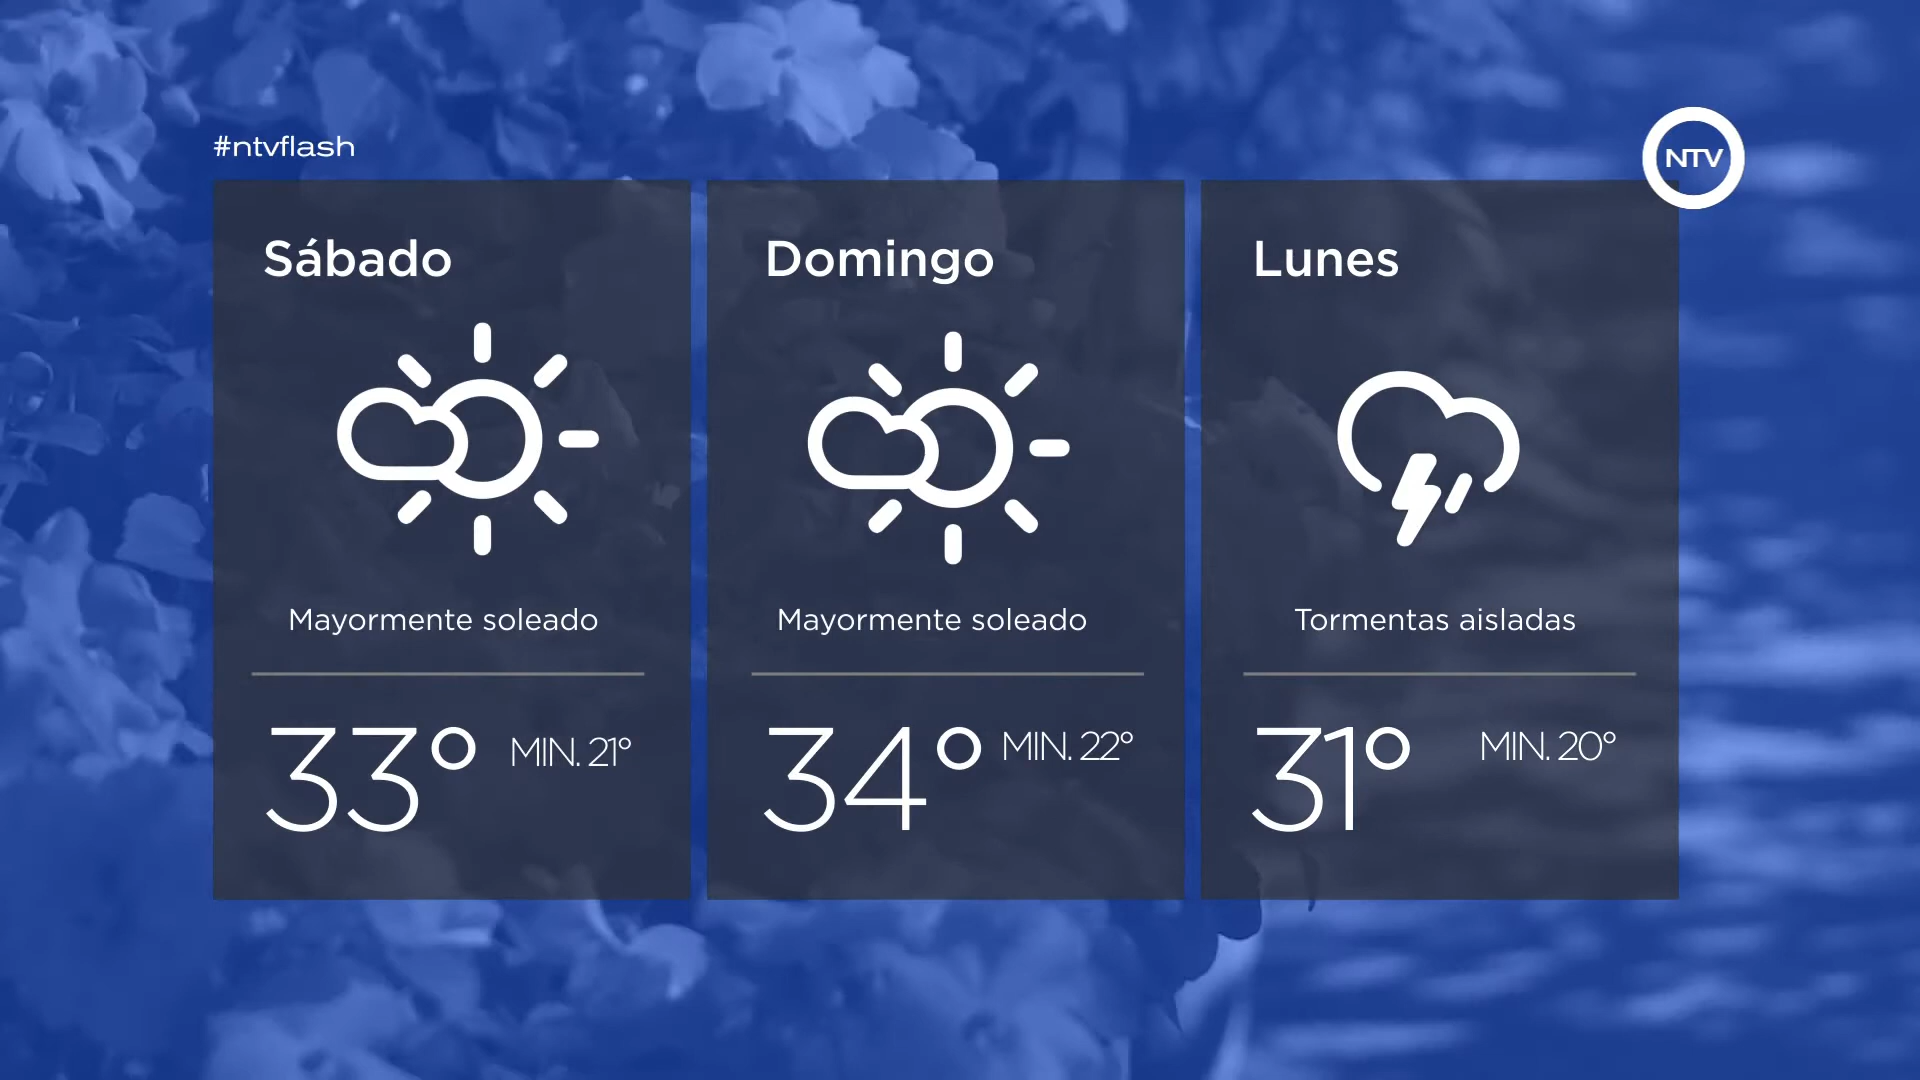 #ntvflash
NTV
Sábado
Mayormente soleado
33° MIN. 21°
Domingo
Mayormente soleado
34° MIN. 22°
Lunes
Tormentas aisladas
31° MIN. 20°